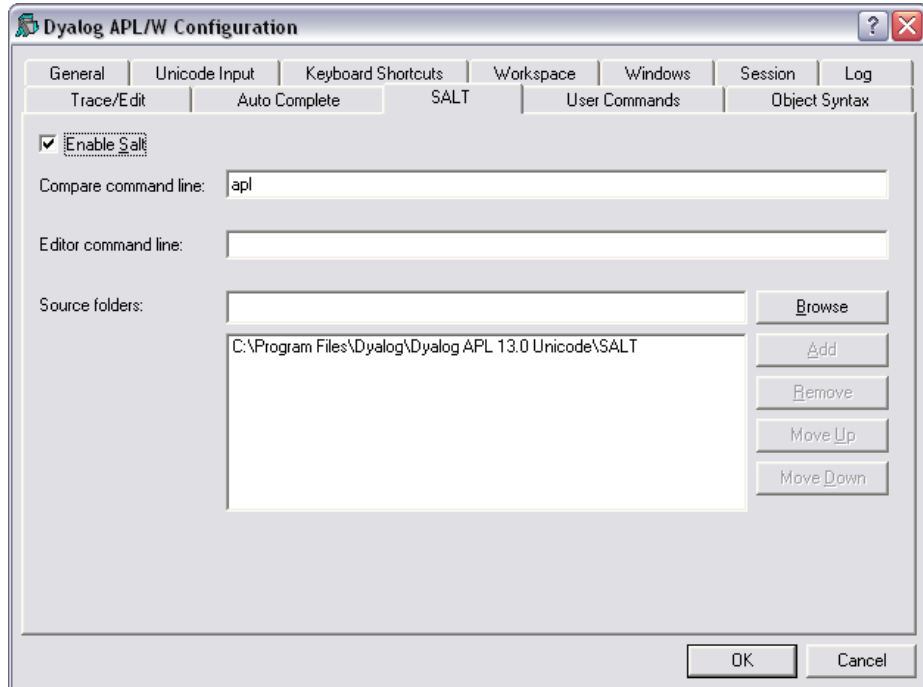 Dyalog APL/W Configuration
?
General Unicode Input Keyboard Shortcuts Workspace Windows Session Log
Trace/Edit Auto Complete SALT User Commands Object Syntax
Enable Salt
Compare command line: apl
Editor command line:
Source folders: Browse
C:\Program Files\Dyalog\Dyalog APL 13.0 Unicode\SALT
Add
Remove
Move Up
Move Down
OK Cancel